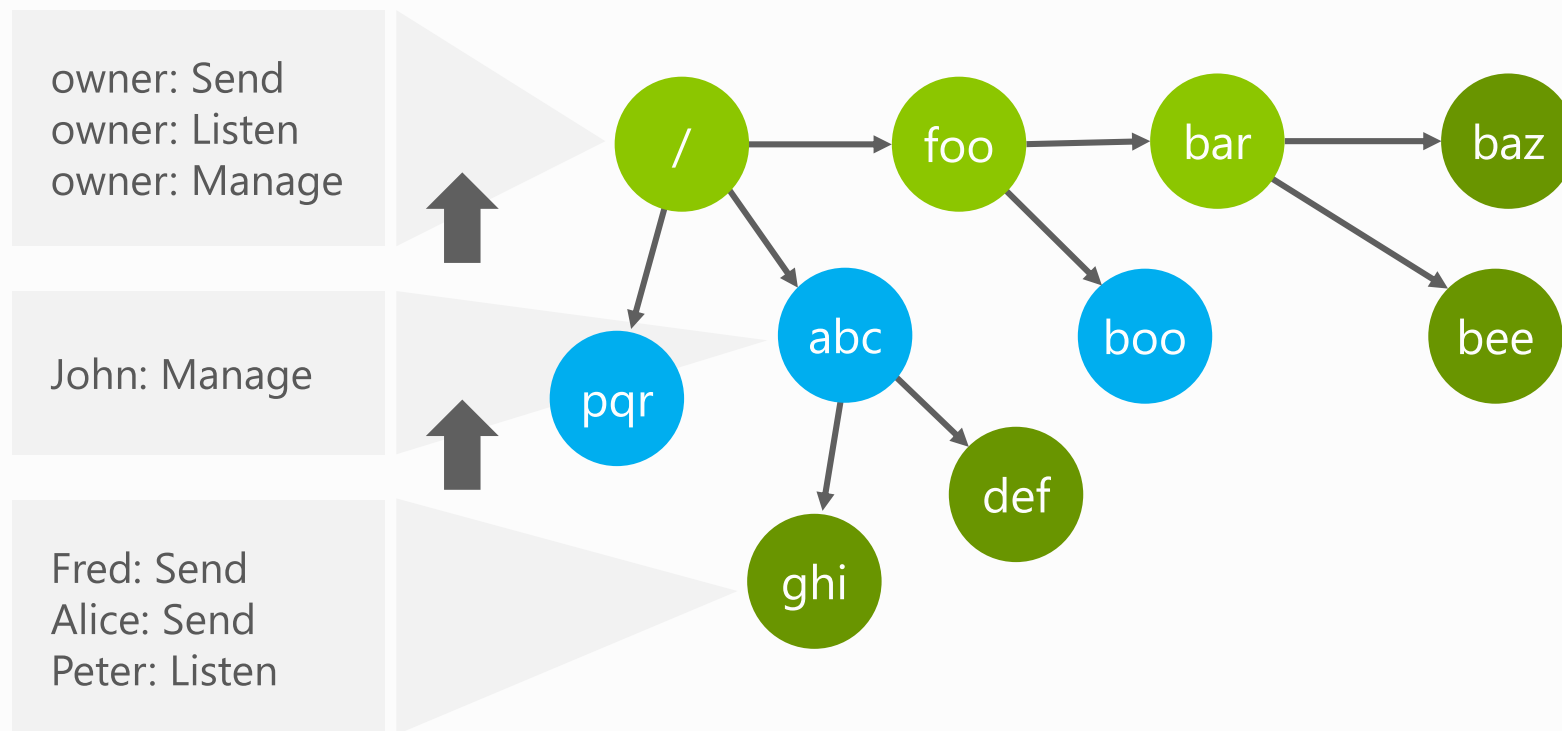 owner: Send
owner: Listen
owner: Manage
/
foo
bar
baz
John: Manage
pqr
abc
boo
bee
def
Fred: Send
Alice: Send
Peter: Listen
ghi